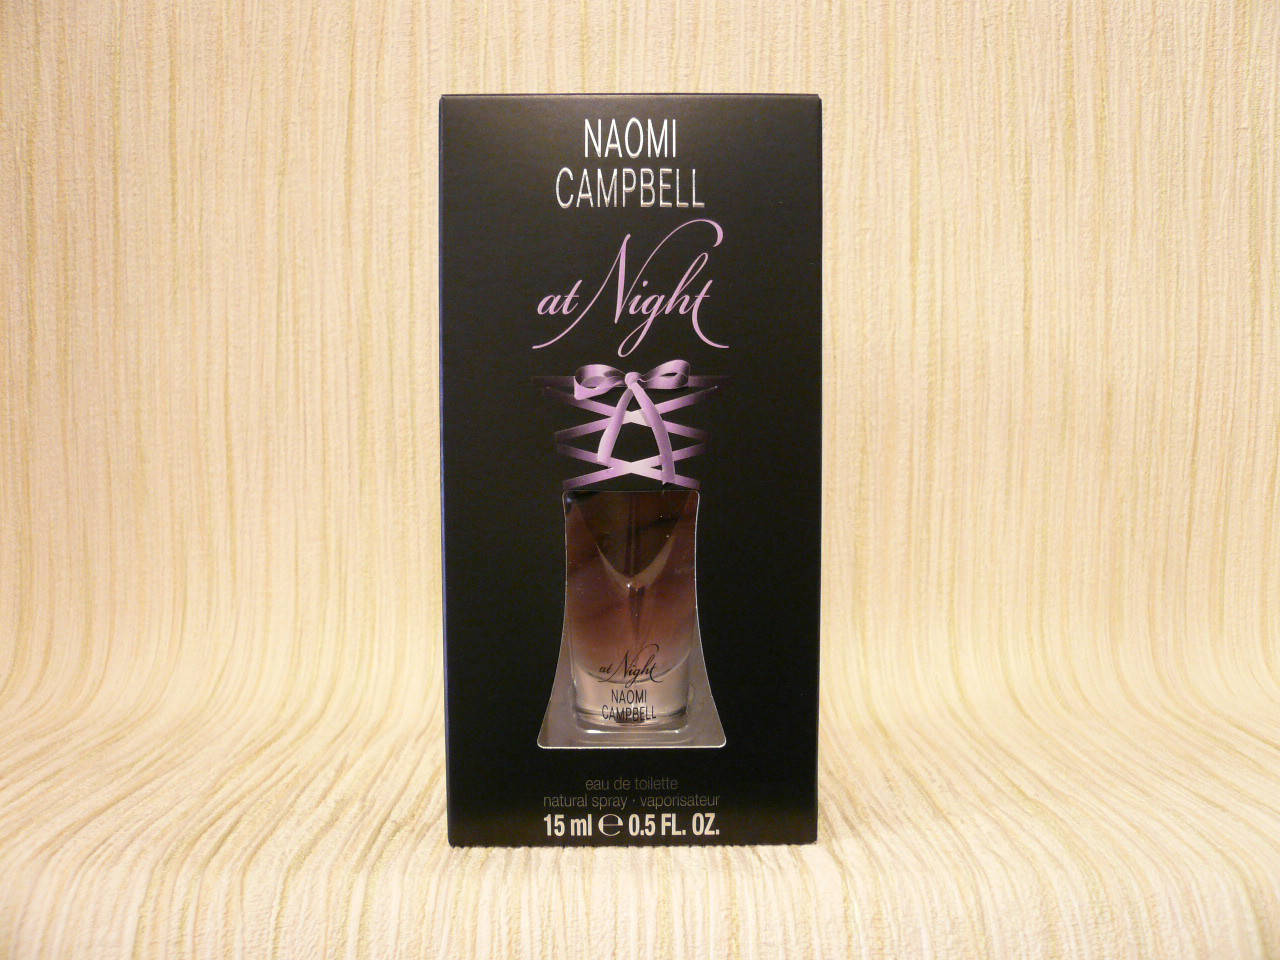 NAOMI
CAMPBELL
at Night
at Night
NAOMI
CAMPBELL
eau de toilette
natural spray · vaporisateur
15 ml ℮ 0.5 FL. OZ.